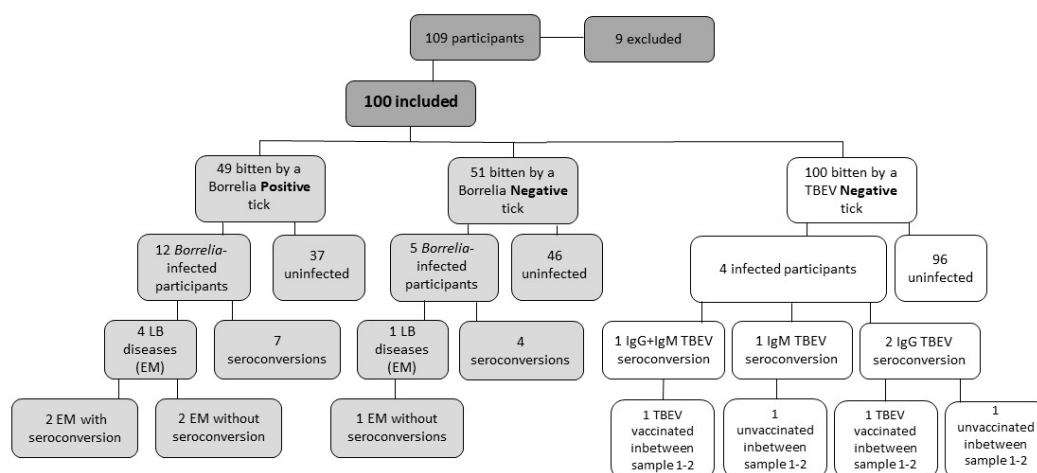 109 participants
9 excluded
100 included
49 bitten by a
Borrelia Positive
tick
51 bitten by a
Borrelia Negative
tick
100 bitten by a
TBEV Negative
tick
12 Borrelia-
infected
participants
37
uninfected
5 Borrelia-
infected
participants
46
uninfected
4 infected participants
96
uninfected
4 LB
diseases
(EM)
7
seroconversions
1 LB
diseases
(EM)
4
seroconversions
1 IgG+IgM TBEV
seroconversion
1 IgM TBEV
seroconversion
2 IgG TBEV
seroconversion
2 EM with
seroconversion
2 EM without
seroconversion
1 EM without
seroconversions
1 TBEV
vaccinated
inbetween
sample 1-2
1
unvaccinated
inbetween
sample 1-2
1 TBEV
vaccinated
inbetween
sample 1-2
1
unvaccinated
inbetween
sample 1-2